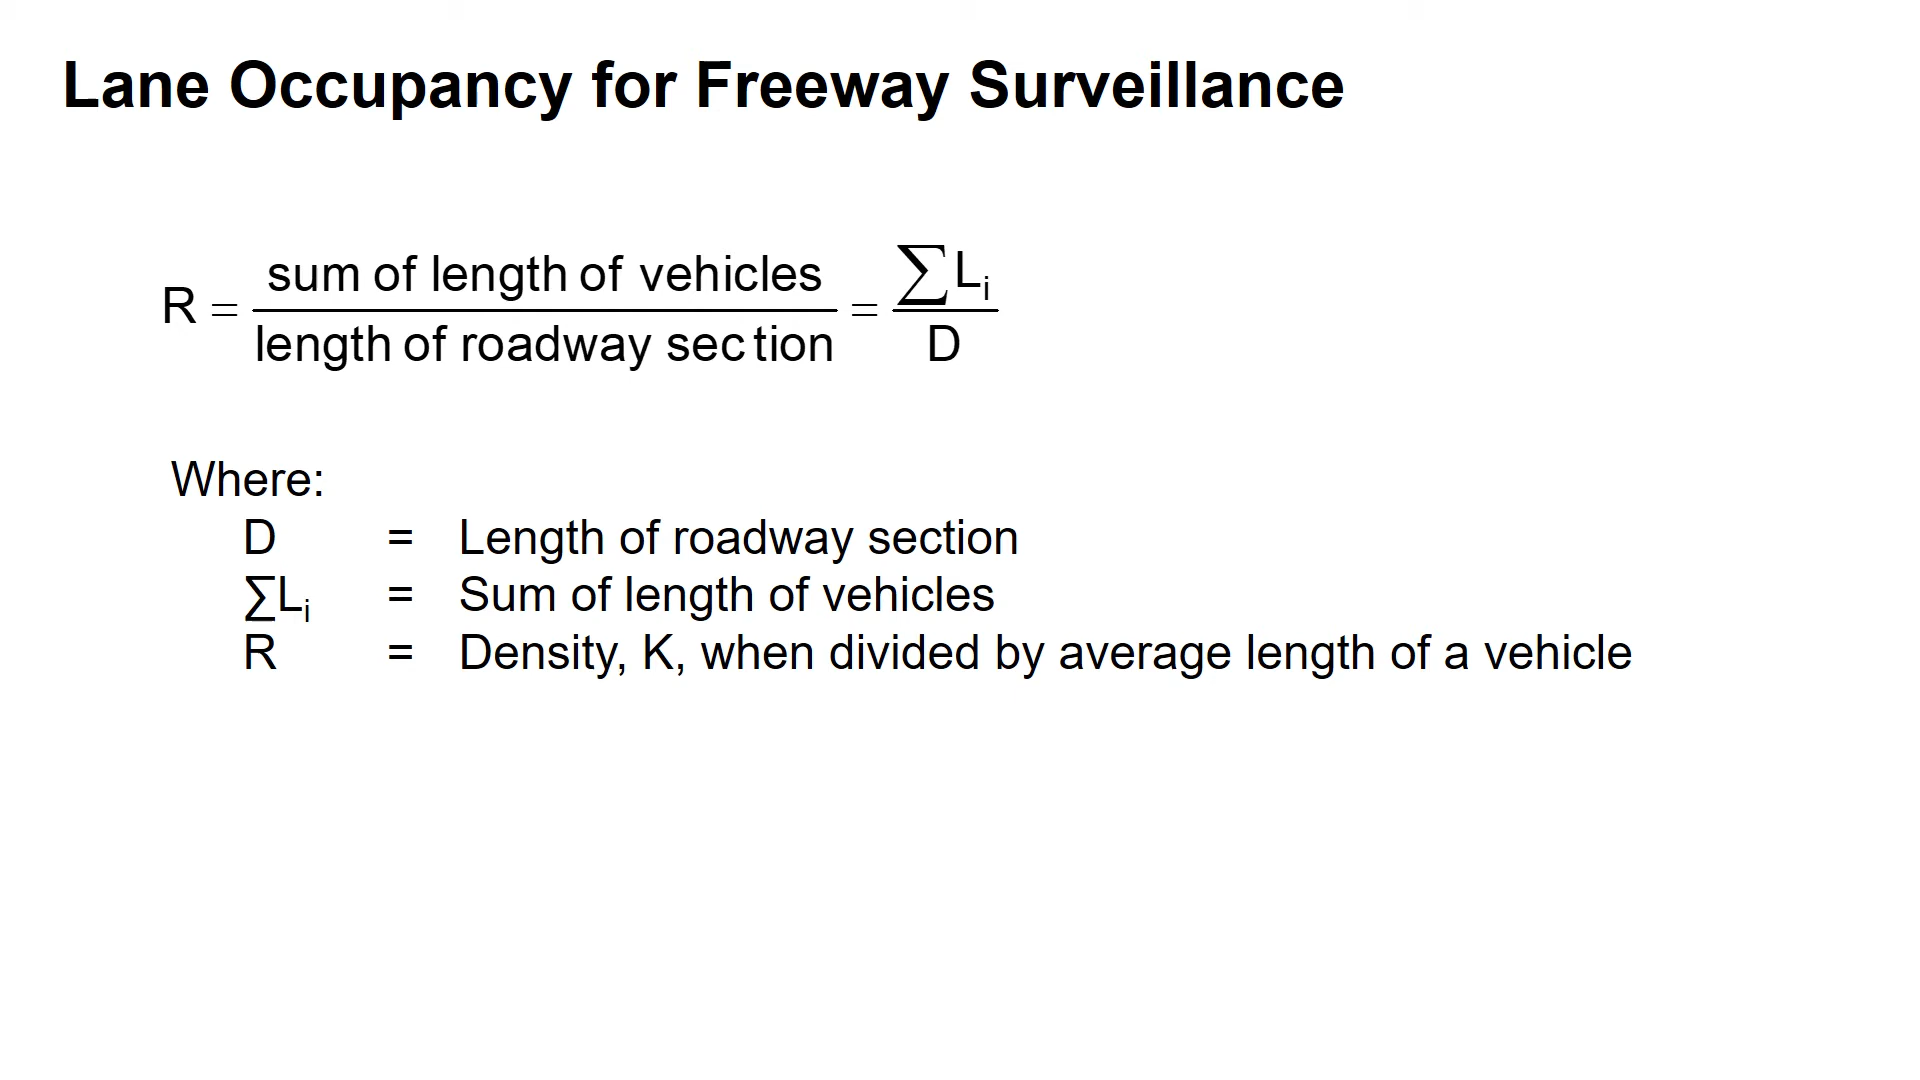 Lane Occupancy for Freeway Surveillance
R = sum of length of vehicles / length of roadway section = ∑Lᵢ / D
Where:
D = Length of roadway section
∑Lᵢ = Sum of length of vehicles
R = Density, K, when divided by average length of a vehicle